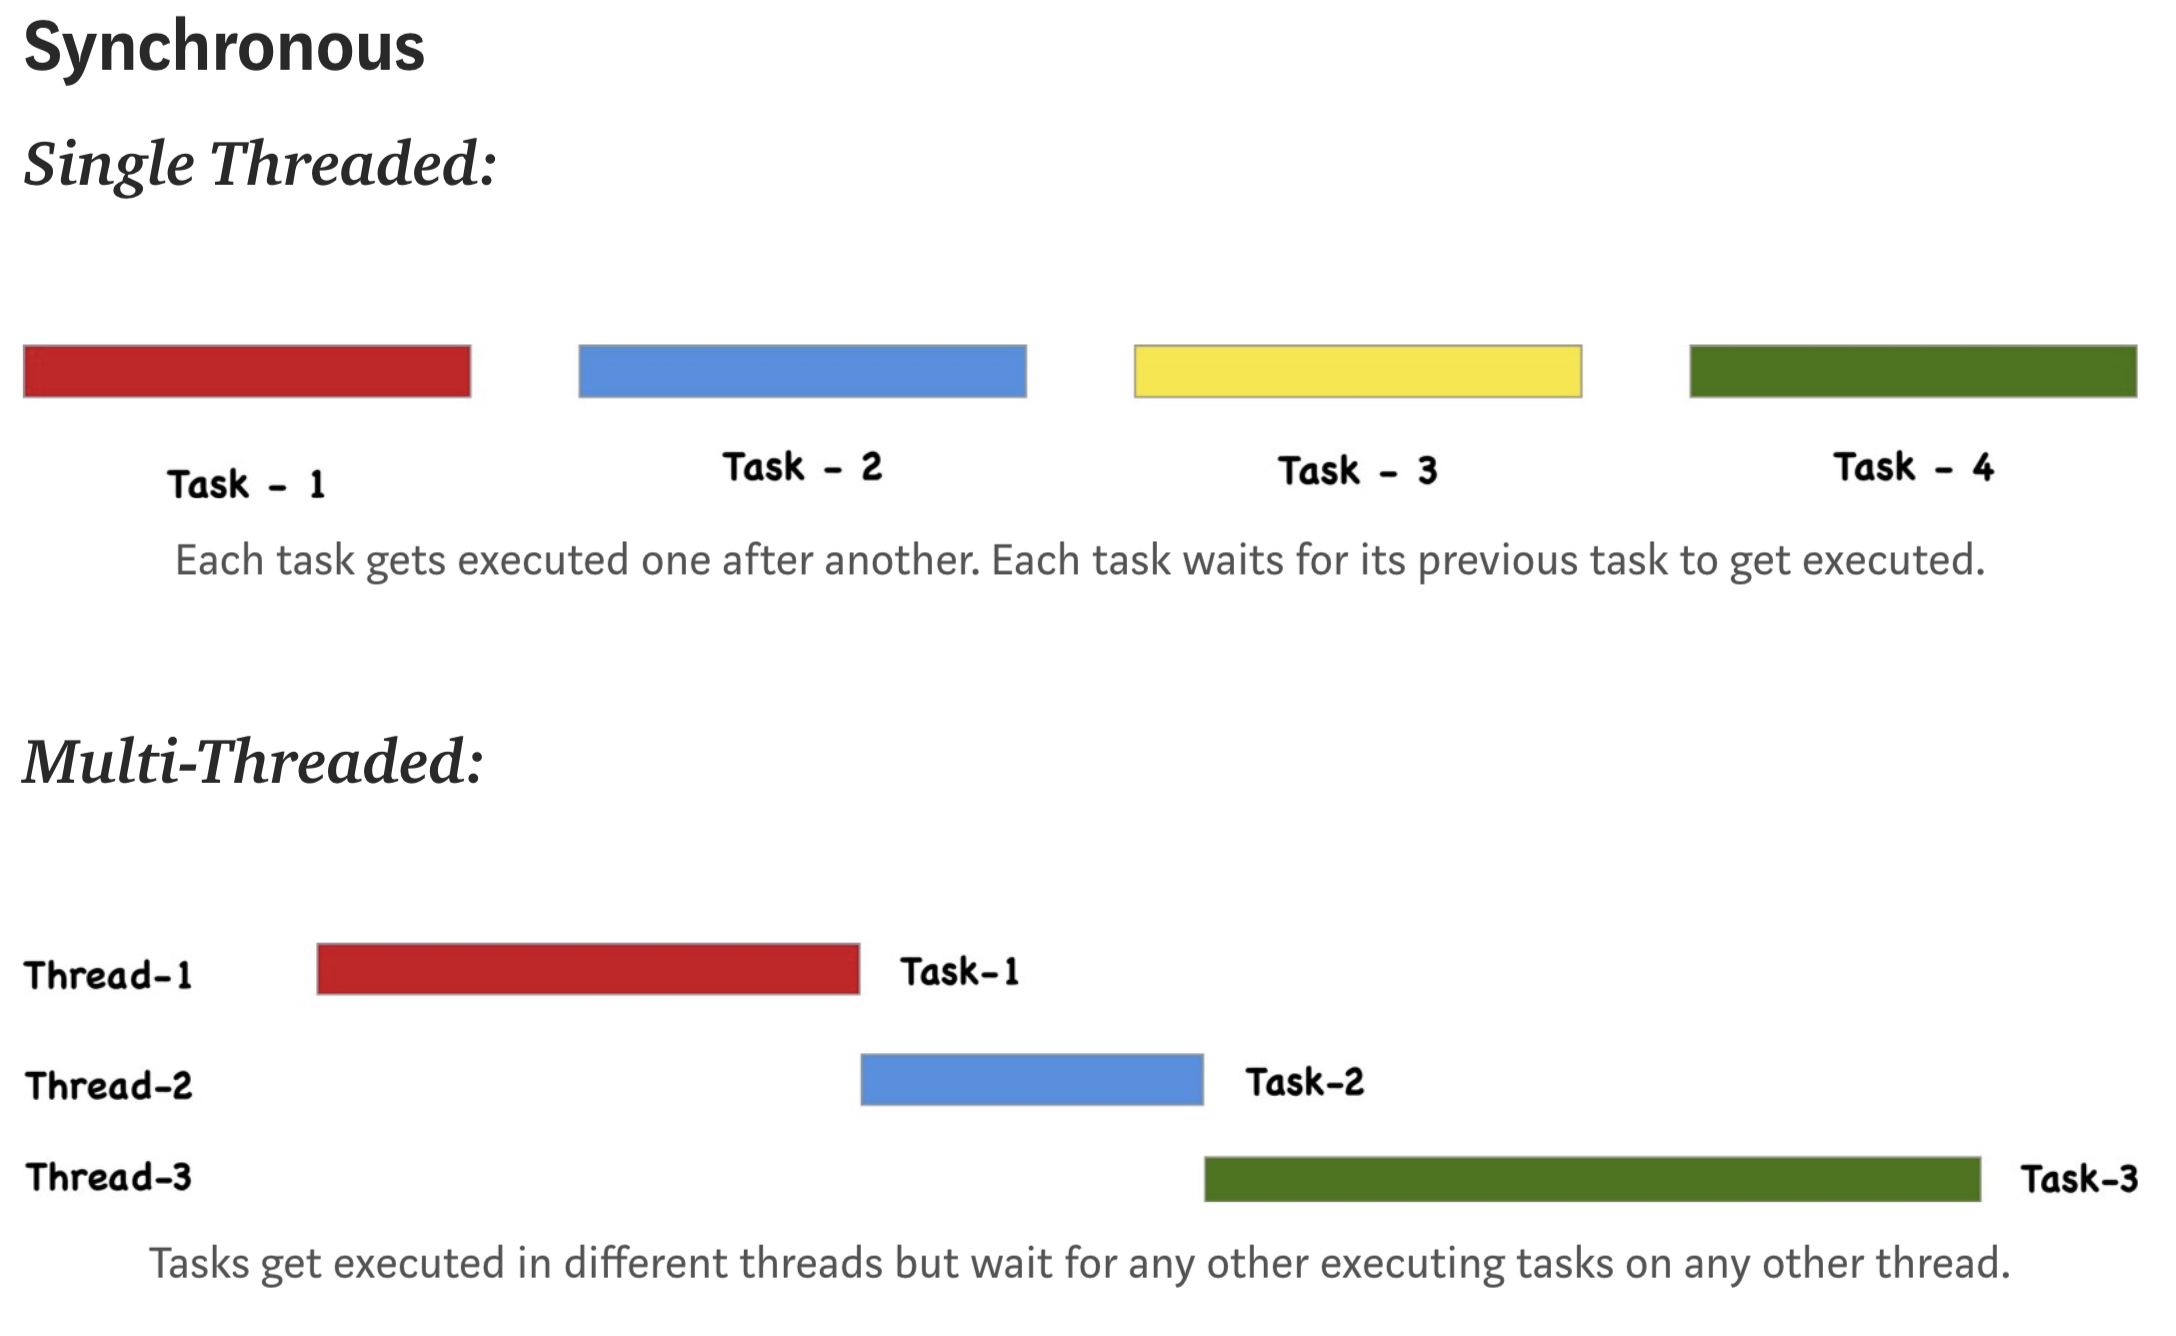 Synchronous
Single Threaded:
Task - 1
Task - 2
Task - 3
Task - 4
Each task gets executed one after another. Each task waits for its previous task to get executed.
Multi-Threaded:
Thread-1
Task-1
Thread-2
Task-2
Thread-3
Task-3
Tasks get executed in different threads but wait for any other executing tasks on any other thread.